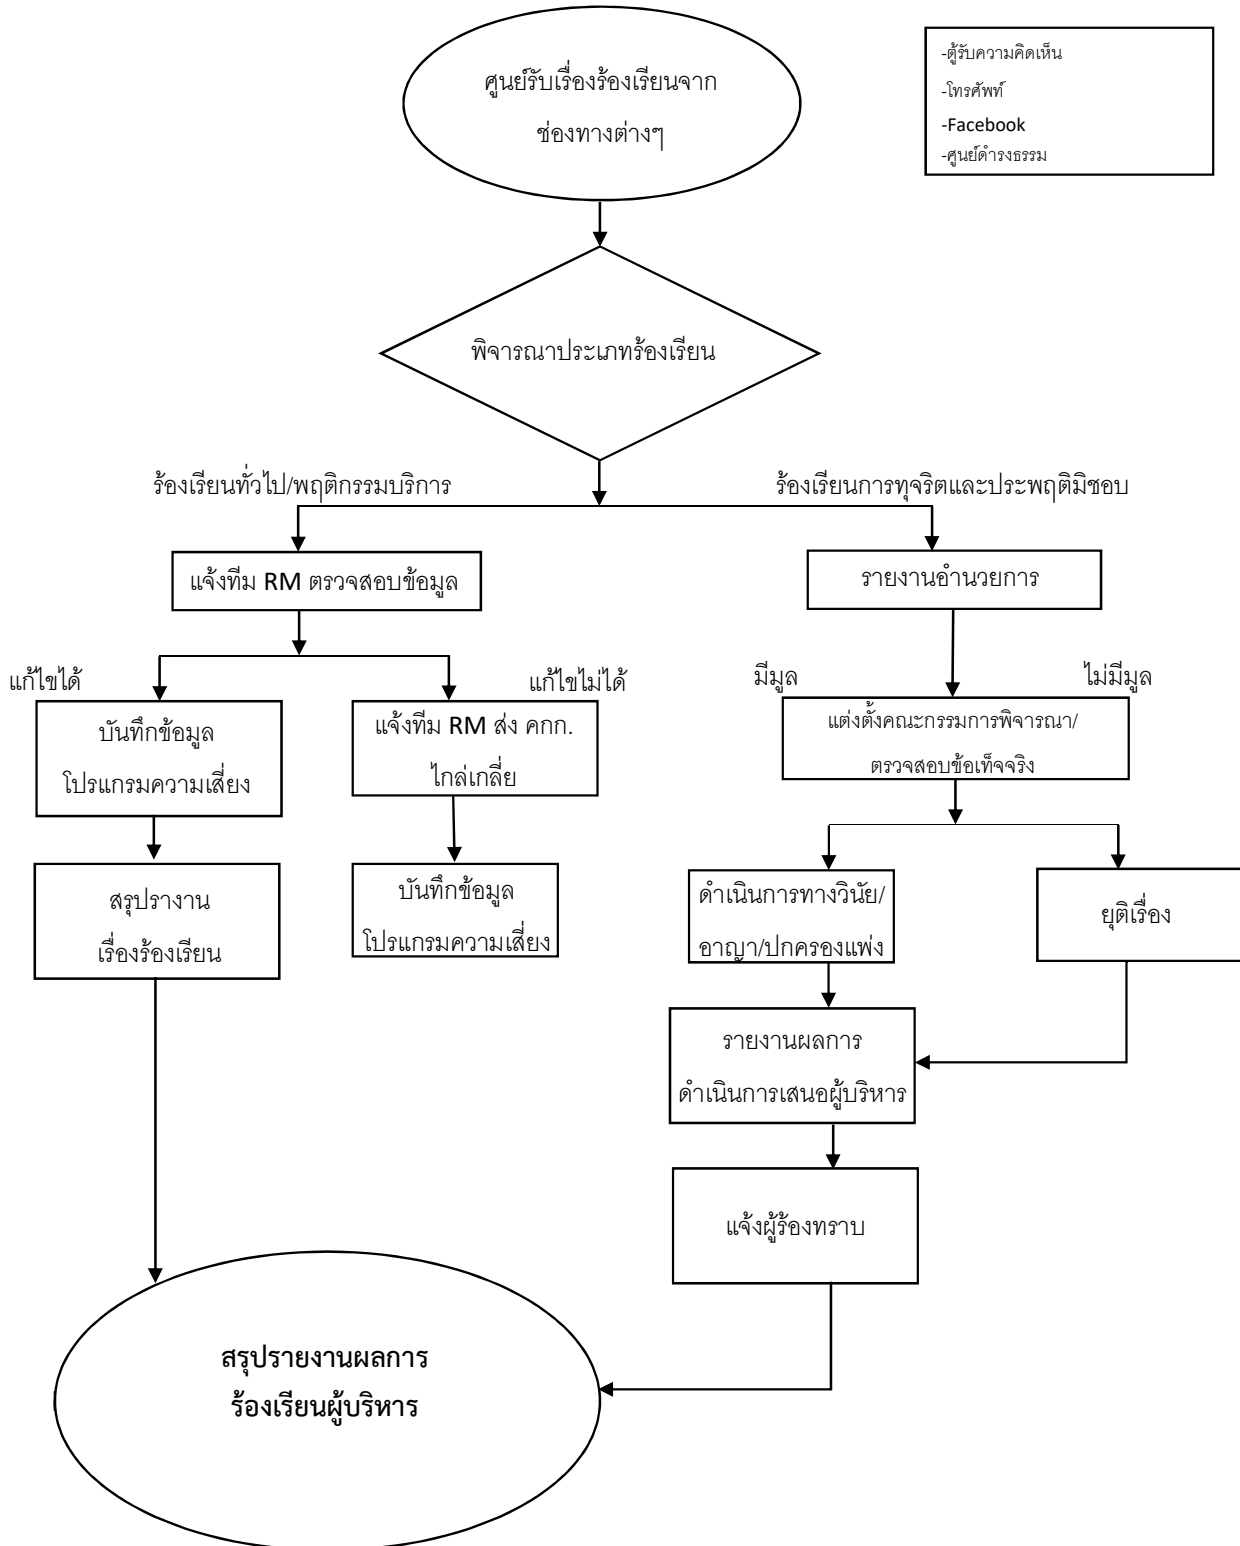 ศูนย์รับเรื่องร้องเรียนจาก
ช่องทางต่างๆ
-ตู้รับความคิดเห็น
-โทรศัพท์
-Facebook
-ศูนย์ดำรงธรรม
พิจารณาประเภทร้องเรียน
ร้องเรียนทั่วไป/พฤติกรรมบริการ
ร้องเรียนการทุจริตและประพฤติมิชอบ
แจ้งทีม RM ตรวจสอบข้อมูล
รายงานอำนวยการ
แก้ไขได้
แก้ไขไม่ได้
มีมูล
ไม่มีมูล
บันทึกข้อมูล
โปรแกรมความเสี่ยง
แจ้งทีม RM ส่ง คกก.
ไกล่เกลี่ย
แต่งตั้งคณะกรรมการพิจารณา/
ตรวจสอบข้อเท็จจริง
สรุปรางาน
เรื่องร้องเรียน
บันทึกข้อมูล
โปรแกรมความเสี่ยง
ดำเนินการทางวินัย/
อาญา/ปกครองแพ่ง
ยุติเรื่อง
รายงานผลการ
ดำเนินการเสนอผู้บริหาร
แจ้งผู้ร้องทราบ
สรุปรายงานผลการ
ร้องเรียนผู้บริหาร